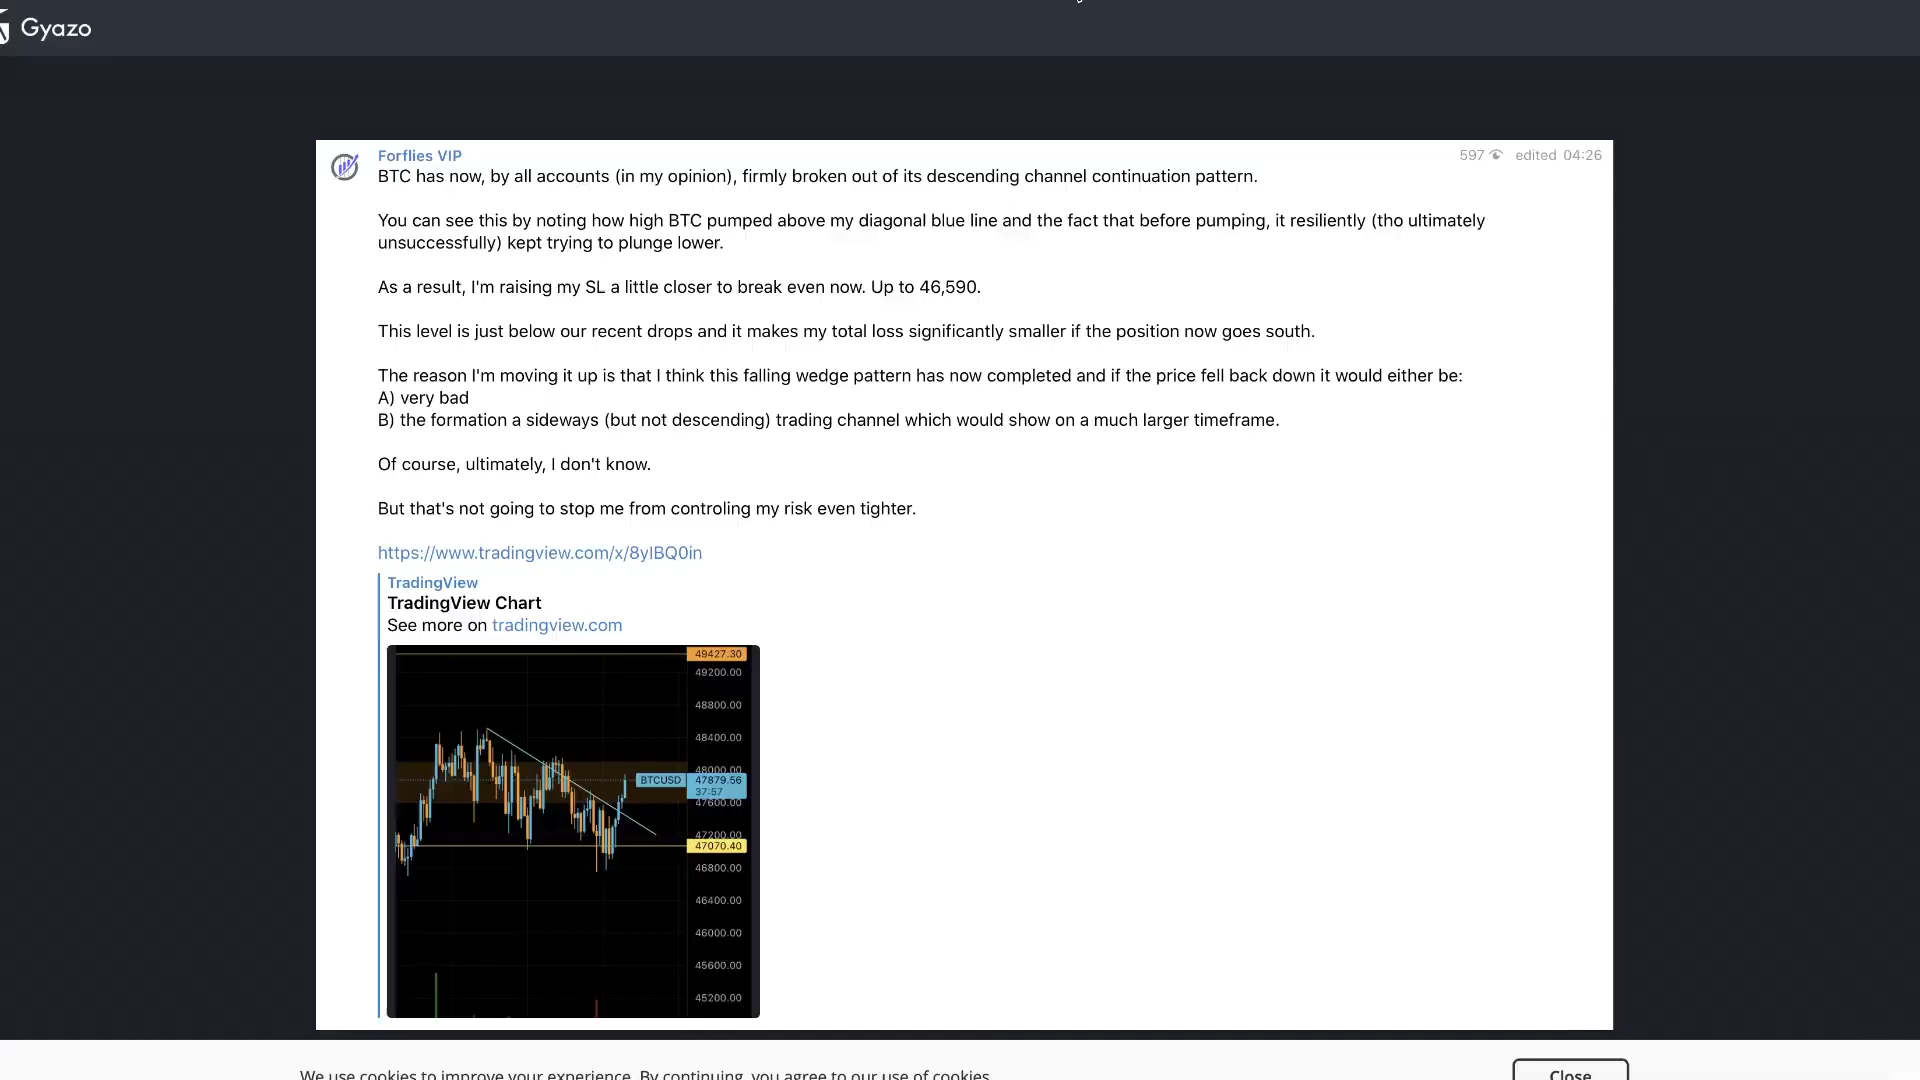 Gyazo
Forflies VIP
597 edited 04:26
BTC has now, by all accounts (in my opinion), firmly broken out of its descending channel continuation pattern.
You can see this by noting how high BTC pumped above my diagonal blue line and the fact that before pumping, it resiliently (tho ultimately
unsuccessfully) kept trying to plunge lower.
As a result, I'm raising my SL a little closer to break even now. Up to 46,590.
This level is just below our recent drops and it makes my total loss significantly smaller if the position now goes south.
The reason I'm moving it up is that I think this falling wedge pattern has now completed and if the price fell back down it would either be:
A) very bad
B) the formation a sideways (but not descending) trading channel which would show on a much larger timeframe.
Of course, ultimately, I don't know.
But that's not going to stop me from controling my risk even tighter.
https://www.tradingview.com/x/8ylBQ0in
TradingView
TradingView Chart
See more on tradingview.com
49427.30
49200.00
48800.00
48400.00
48000.00
BTCUSD 47879.56
37:57
47600.00
47200.00
47070.40
46800.00
46400.00
46000.00
45600.00
45200.00
We use cookies to improve your experience. By continuing, you agree to our use of cookies.
Close